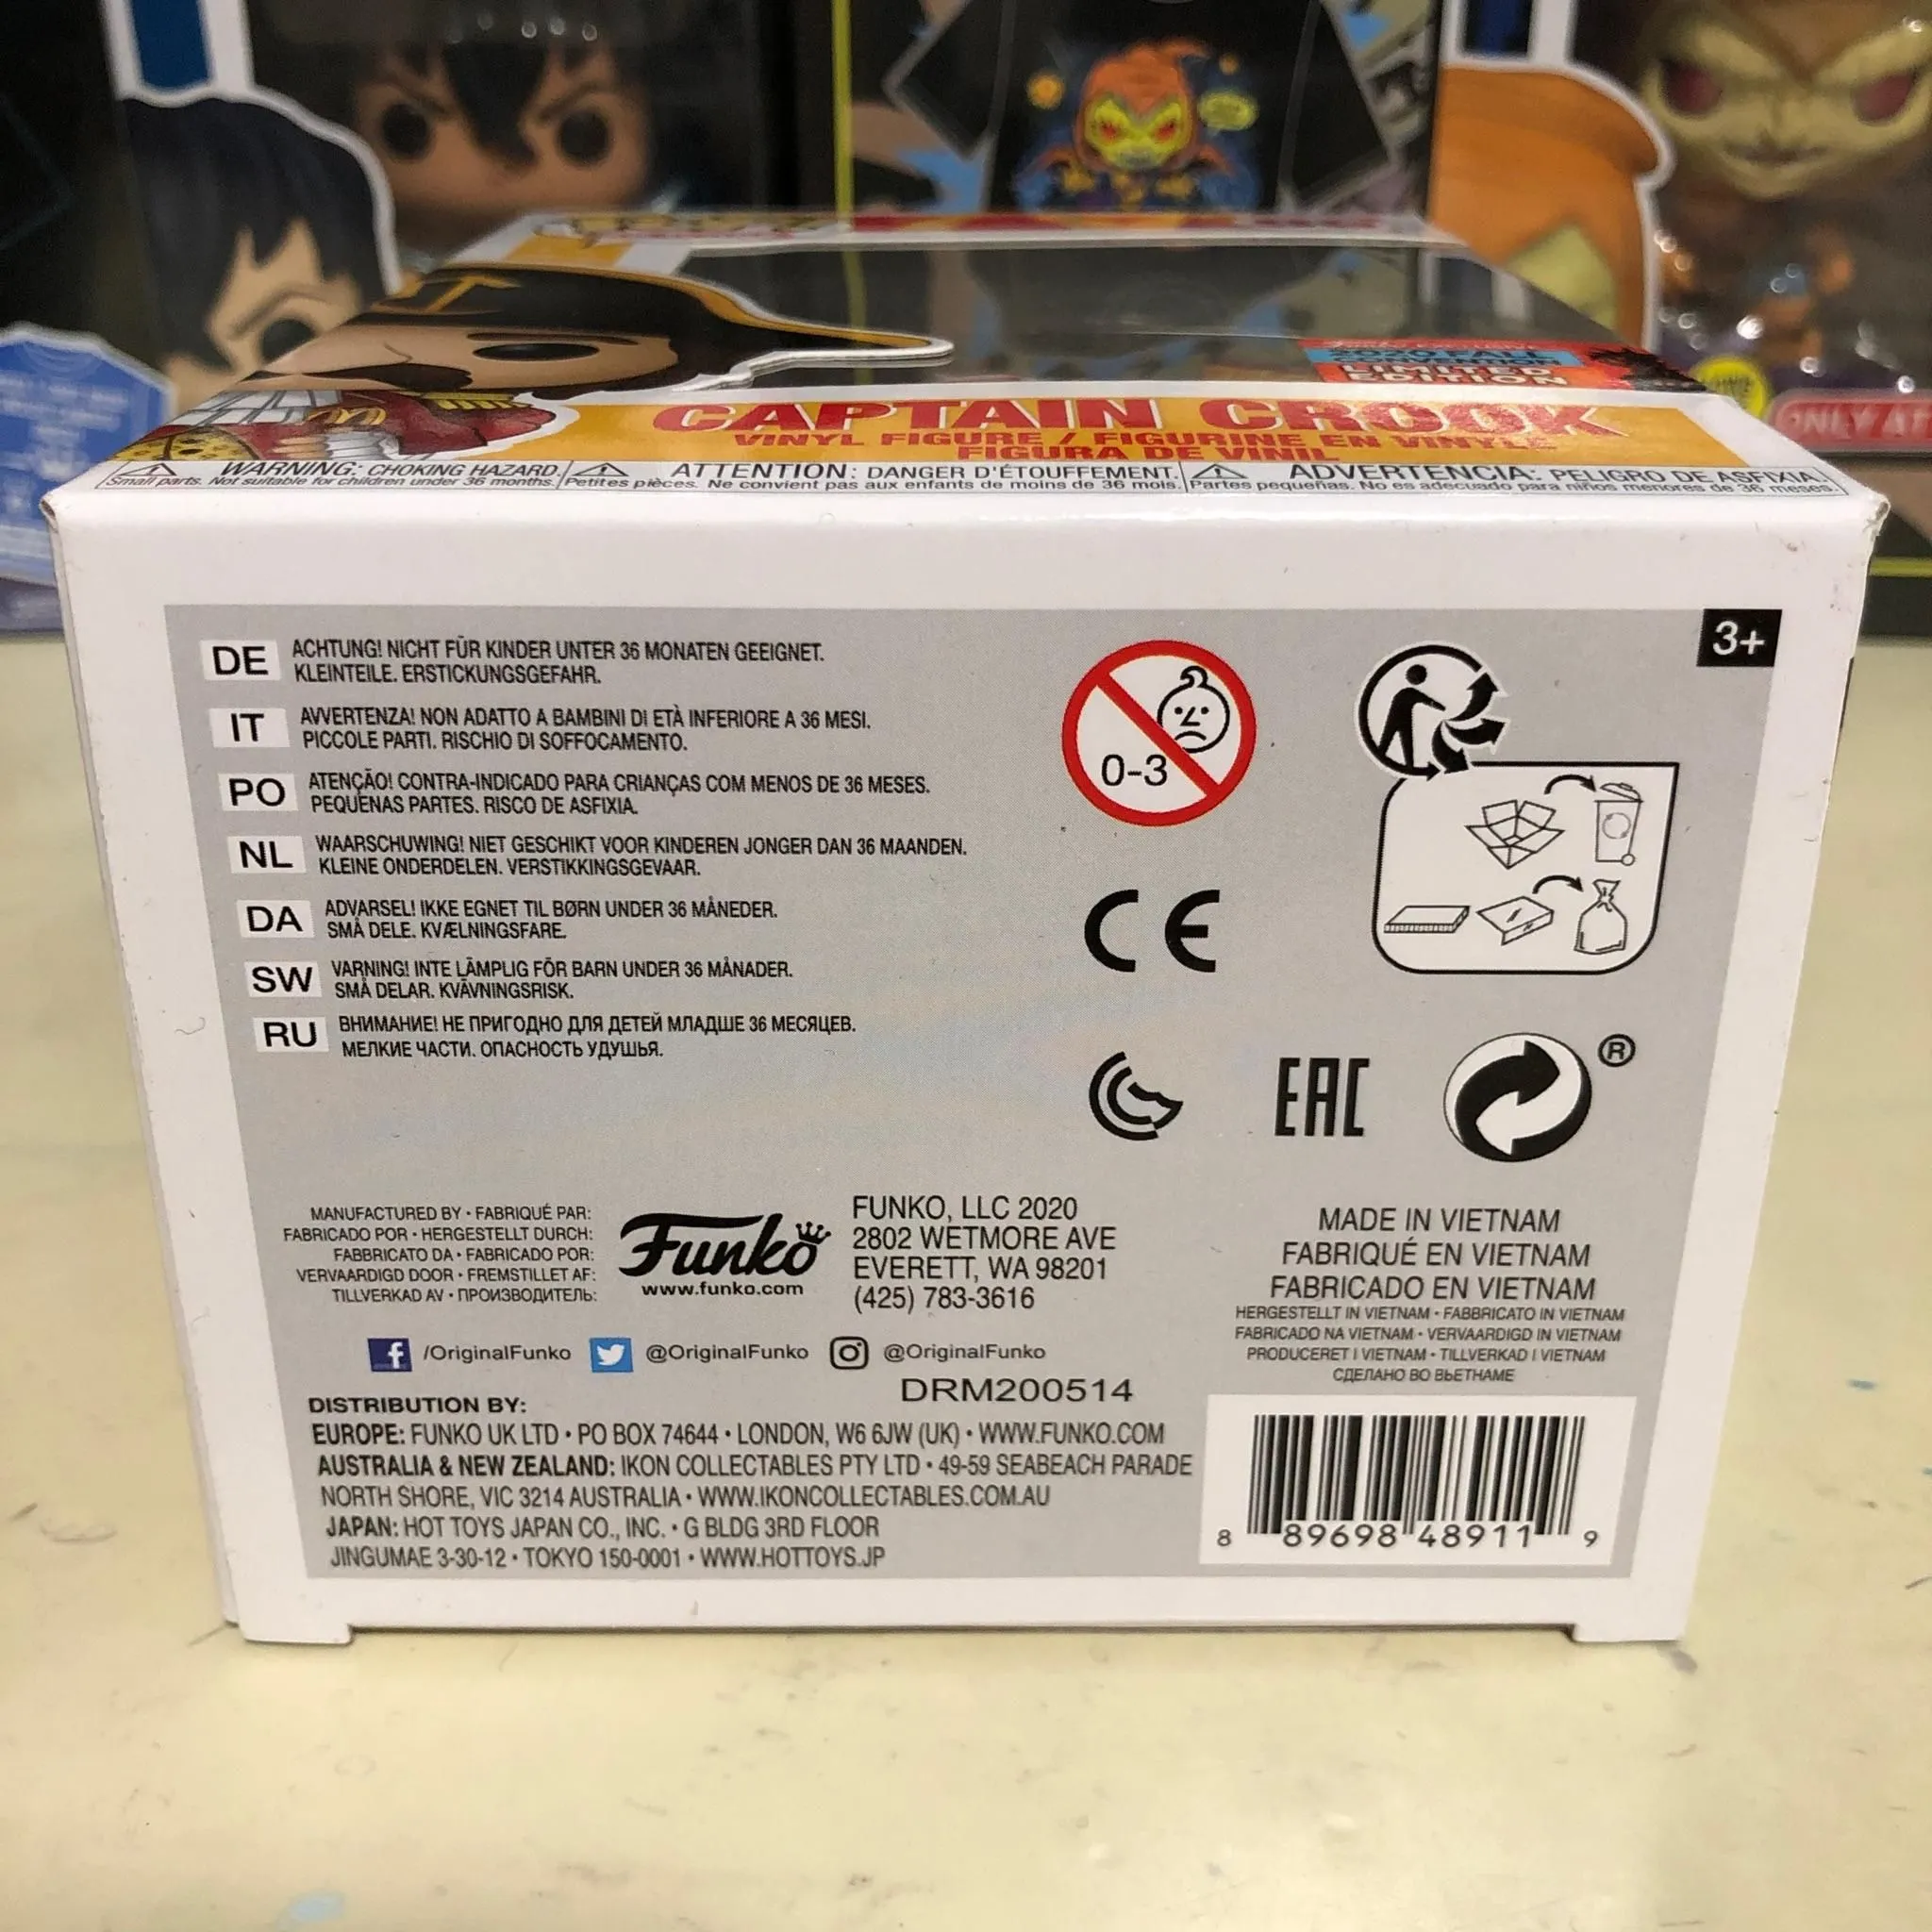 ONLY AT
2020 FALL
LIMITED
EDITION
CAPTAIN CROOK
VINYL FIGURE / FIGURINE EN VINYLE
FIGURA DE VINIL
WARNING: CHOKING HAZARD.
Small parts. Not suitable for children under 36 months.
ATTENTION: DANGER D'ÉTOUFFEMENT.
Petites pièces. Ne convient pas aux enfants de moins de 36 mois.
ADVERTENCIA: PELIGRO DE ASFIXIA.
Partes pequeñas. No es adecuado para niños menores de 36 meses.
3+
DE ACHTUNG! NICHT FÜR KINDER UNTER 36 MONATEN GEEIGNET.
KLEINTEILE. ERSTICKUNGSGEFAHR.
IT AVVERTENZA! NON ADATTO A BAMBINI DI ETÀ INFERIORE A 36 MESI.
PICCOLE PARTI. RISCHIO DI SOFFOCAMENTO.
PO ATENÇÃO! CONTRA-INDICADO PARA CRIANÇAS COM MENOS DE 36 MESES.
PEQUENAS PARTES. RISCO DE ASFIXIA.
NL WAARSCHUWING! NIET GESCHIKT VOOR KINDEREN JONGER DAN 36 MAANDEN.
KLEINE ONDERDELEN. VERSTIKKINGSGEVAAR.
DA ADVARSEL! IKKE EGNET TIL BØRN UNDER 36 MÅNEDER.
SMÅ DELE. KVÆLNINGSFARE.
SW VARNING! INTE LÄMPLIG FÖR BARN UNDER 36 MÅNADER.
SMÅ DELAR. KVÄVNINGSRISK.
RU ВНИМАНИЕ! НЕ ПРИГОДНО ДЛЯ ДЕТЕЙ МЛАДШЕ 36 МЕСЯЦЕВ.
МЕЛКИЕ ЧАСТИ. ОПАСНОСТЬ УДУШЬЯ.
0-3
CE
EAC
®
MANUFACTURED BY • FABRIQUÉ PAR:
FABRICADO POR • HERGESTELLT DURCH:
FABBRICATO DA • FABRICADO POR:
VERVAARDIGD DOOR • FREMSTILLET AF:
TILLVERKAD AV • ПРОИЗВОДИТЕЛЬ:
Funko
www.funko.com
FUNKO, LLC 2020
2802 WETMORE AVE
EVERETT, WA 98201
(425) 783-3616
MADE IN VIETNAM
FABRIQUÉ EN VIETNAM
FABRICADO EN VIETNAM
HERGESTELLT IN VIETNAM • FABBRICATO IN VIETNAM
FABRICADO NA VIETNAM • VERVAARDIGD IN VIETNAM
PRODUCERET I VIETNAM • TILLVERKAD I VIETNAM
СДЕЛАНО ВО ВЬЕТНАМЕ
f /OriginalFunko @OriginalFunko @OriginalFunko
DRM200514
DISTRIBUTION BY:
EUROPE: FUNKO UK LTD • PO BOX 74644 • LONDON, W6 6JW (UK) • WWW.FUNKO.COM
AUSTRALIA & NEW ZEALAND: IKON COLLECTABLES PTY LTD • 49-59 SEABEACH PARADE
NORTH SHORE, VIC 3214 AUSTRALIA • WWW.IKONCOLLECTABLES.COM.AU
JAPAN: HOT TOYS JAPAN CO., INC. • G BLDG 3RD FLOOR
JINGUMAE 3-30-12 • TOKYO 150-0001 • WWW.HOTTOYS.JP
8 89698 48911 9